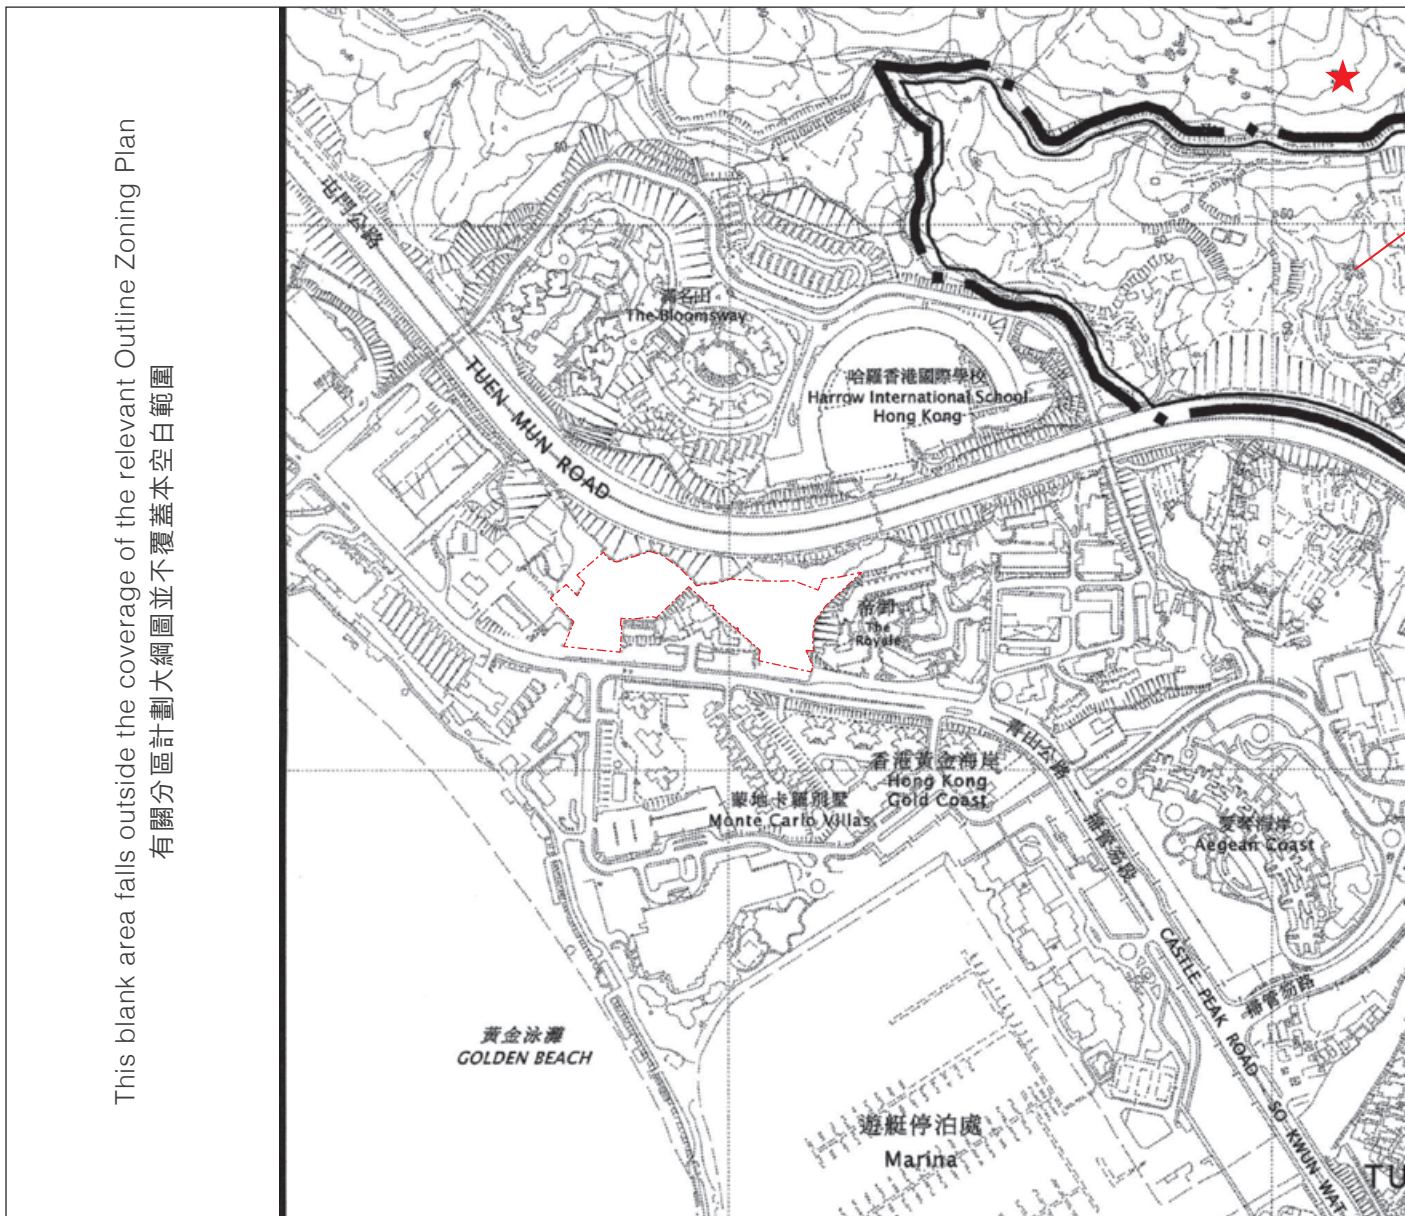 This blank area falls outside the coverage of the relevant Outline Zoning Plan
有關分區計劃大綱圖並不覆蓋本空白範圍
屯門公路
TUEN MUN ROAD
滿名山
The Bloomsway
哈羅香港國際學校
Harrow International School
Hong Kong
50
50
50
50
帝御
The
Royale
青山公路
香港黃金海岸
Hong Kong
Gold Coast
蒙地卡羅別墅
Monte Carlo Villas
掃管笏段
愛琴海岸
Aegean Coast
CASTLE PEAK ROAD - SO KWUN WAT
掃管笏路
黃金泳灘
GOLDEN BEACH
遊艇停泊處
Marina
TU